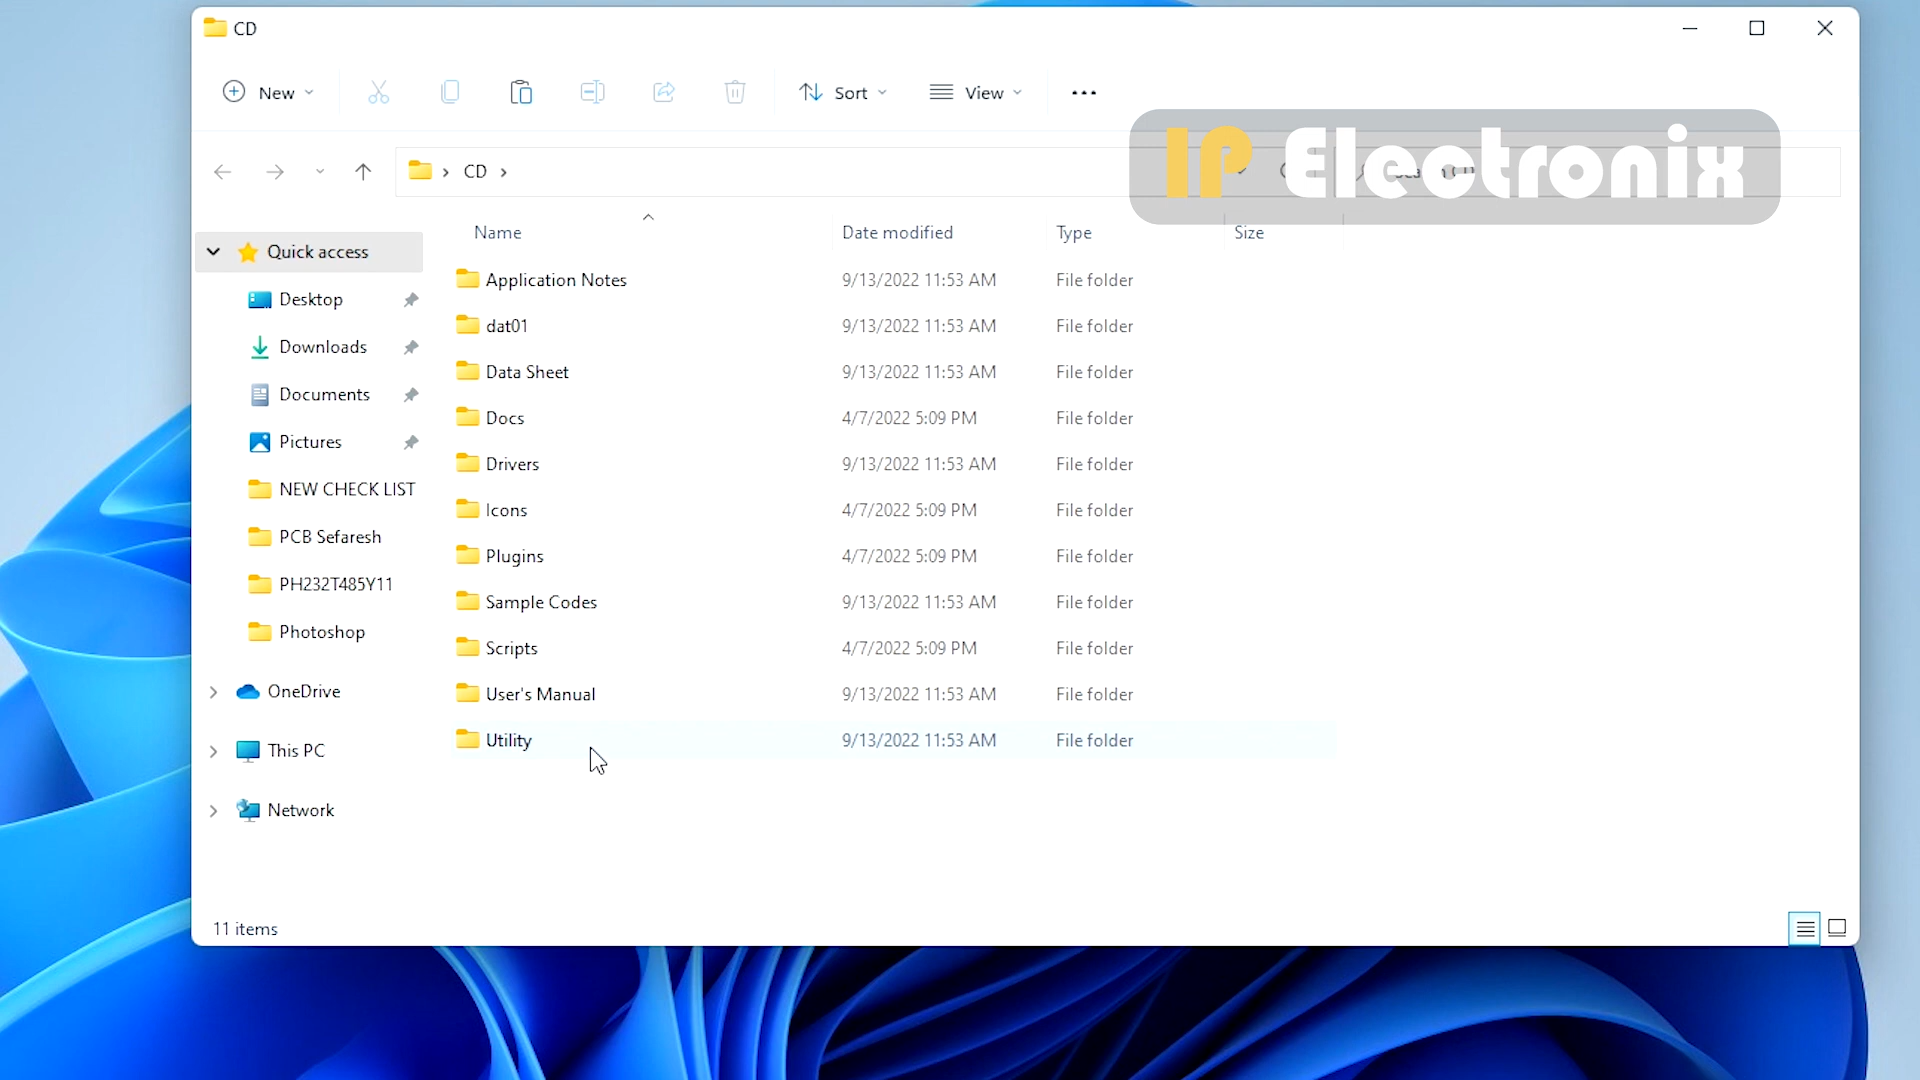 CD
New
Sort
View
IP Electronix
CD
Name
Date modified
Type
Size
Quick access
Desktop
Downloads
Documents
Pictures
NEW CHECK LIST
PCB Sefaresh
PH232T485Y11
Photoshop
OneDrive
This PC
Network
Application Notes 9/13/2022 11:53 AM File folder
dat01 9/13/2022 11:53 AM File folder
Data Sheet 9/13/2022 11:53 AM File folder
Docs 4/7/2022 5:09 PM File folder
Drivers 9/13/2022 11:53 AM File folder
Icons 4/7/2022 5:09 PM File folder
Plugins 4/7/2022 5:09 PM File folder
Sample Codes 9/13/2022 11:53 AM File folder
Scripts 4/7/2022 5:09 PM File folder
User's Manual 9/13/2022 11:53 AM File folder
Utility 9/13/2022 11:53 AM File folder
11 items